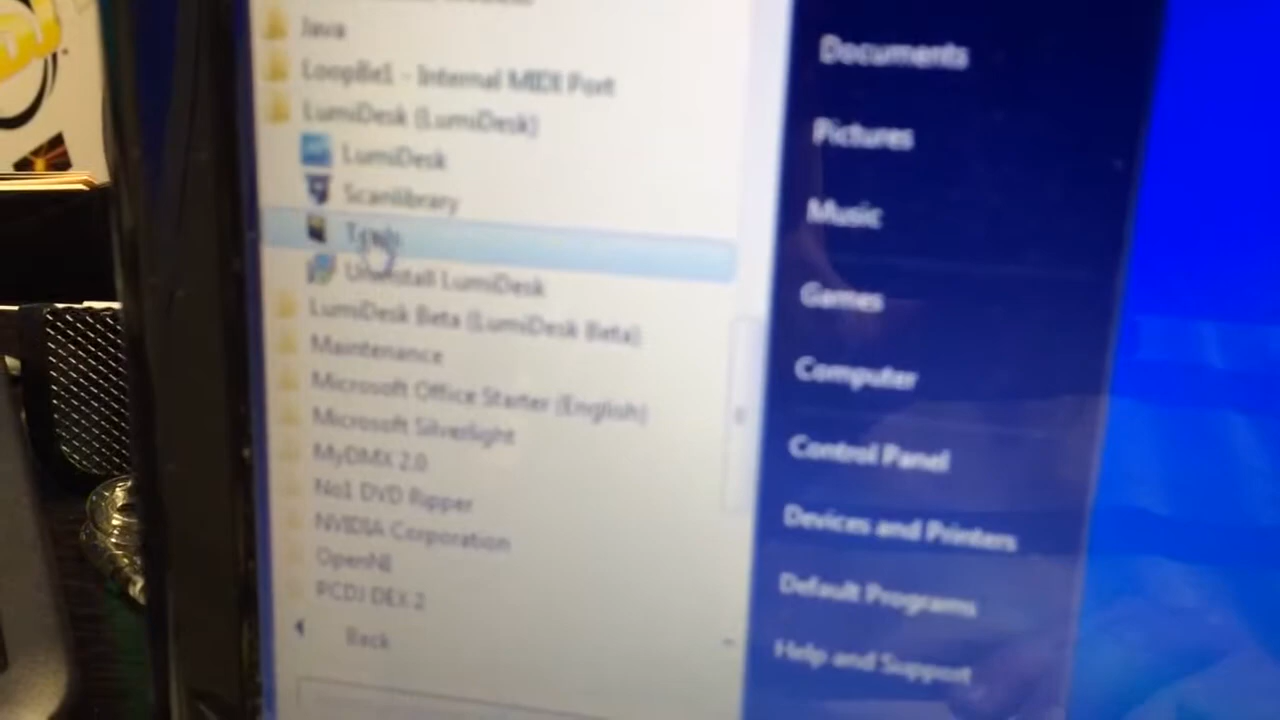 Java
LoopBe1 - Internal MIDI Port
LumiDesk (LumiDesk)
LumiDesk
Scanlibrary
Tools
Uninstall LumiDesk
LumiDesk Beta (LumiDesk Beta)
Maintenance
Microsoft Office Starter (English)
Microsoft Silverlight
MyDMX 2.0
No1 DVD Ripper
NVIDIA Corporation
OpenNI
PCDJ DEX 2
Back
Documents
Pictures
Music
Games
Computer
Control Panel
Devices and Printers
Default Programs
Help and Support